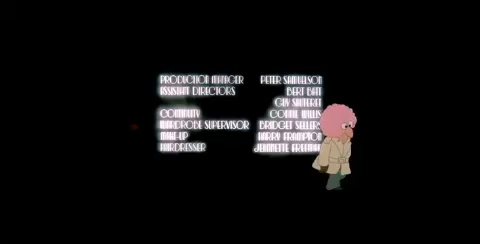 PRODUCTION MANAGER PETER SAMUELSON
ASSISTANT DIRECTORS BERT BATT
GUY SAUTERET
CONTINUITY CONNIE WILLIS
WARDROBE SUPERVISOR BRIDGET SELLERS
MAKE-UP HARRY FRAMPTON
HAIRDRESSER JEANNETTE FREEMAN